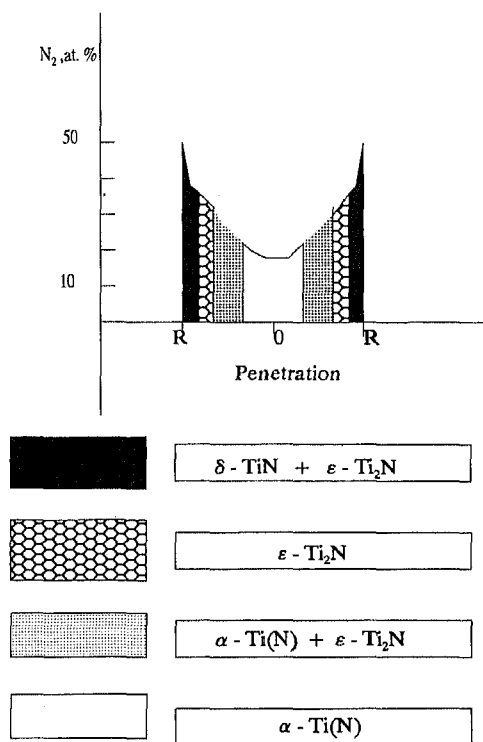 N₂ ,at. %
50
10
R 0 R
Penetration
δ - TiN + ε - Ti₂N
ε - Ti₂N
α - Ti(N) + ε - Ti₂N
α - Ti(N)